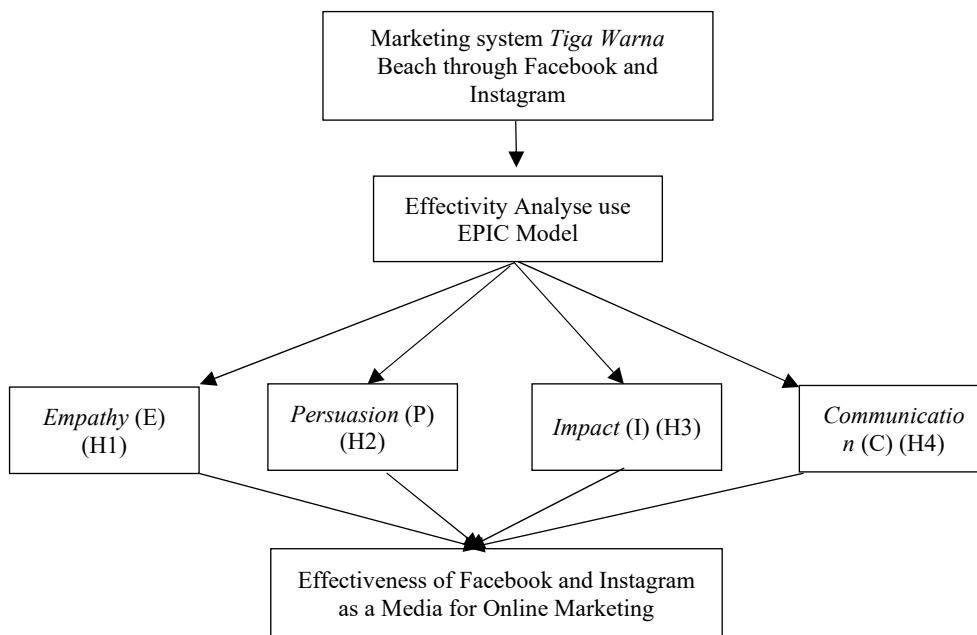 Marketing system Tiga Warna
Beach through Facebook and
Instagram
Effectivity Analyse use
EPIC Model
Empathy (E)
(H1)
Persuasion (P)
(H2)
Impact (I) (H3)
Communicatio
n (C) (H4)
Effectiveness of Facebook and Instagram
as a Media for Online Marketing